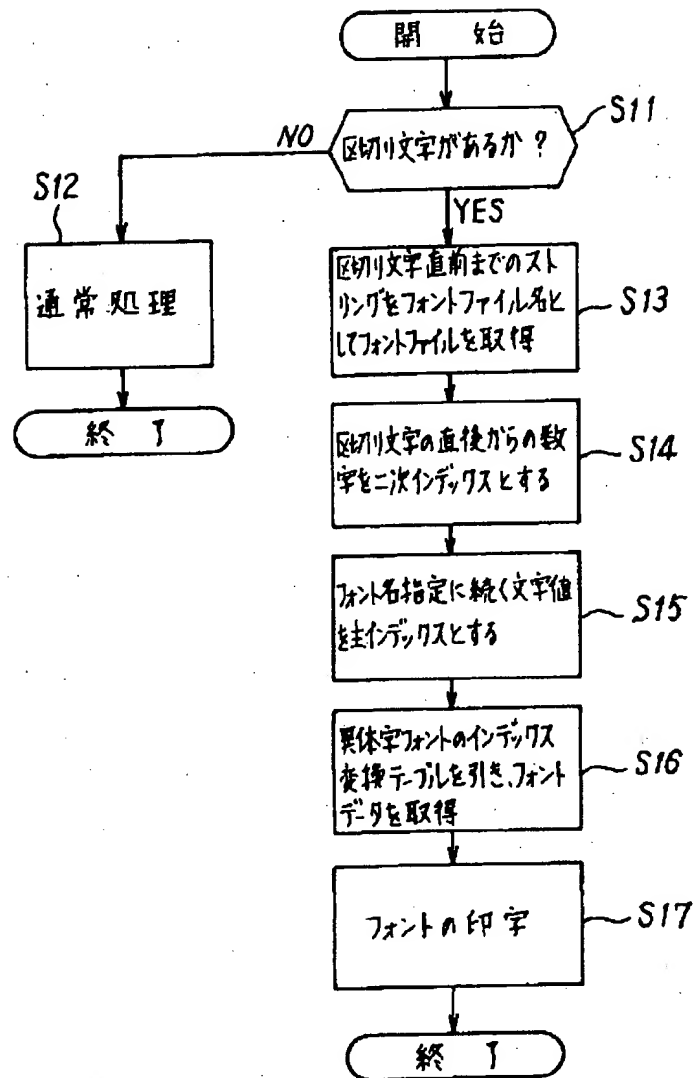 開 始
区切り文字があるか?
S11
NO
YES
S12
通常処理
終 了
区切り文字直前までのスト
リングをフォントファイル名と
してフォントファイルを取得
S13
区切り文字の直後からの数
字を二次インデックスとする
S14
フォント名指定に続く文字値
を主インデックスとする
S15
異体字フォントのインデックス
変換テーブルを引き、フォント
データを取得
S16
フォントの印字
S17
終 了